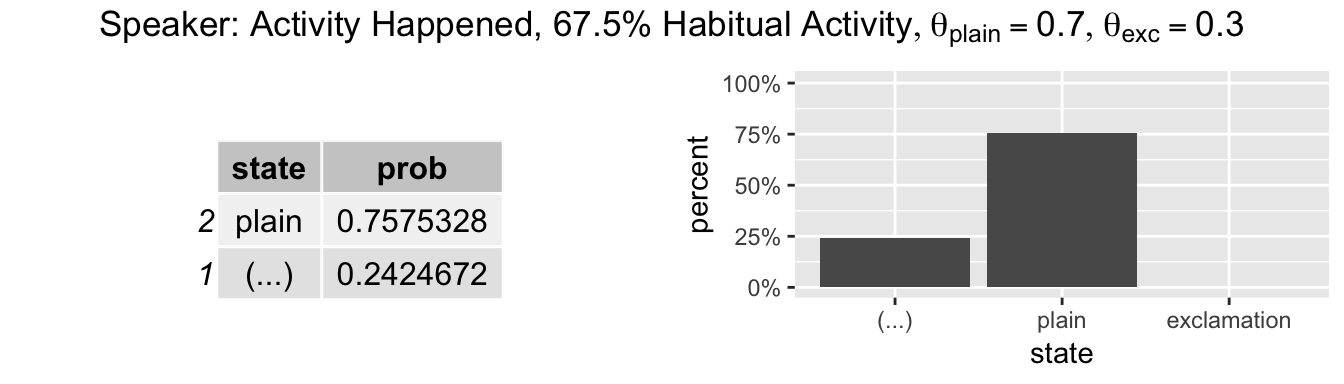 Speaker: Activity Happened, 67.5% Habitual Activity, θplain = 0.7, θexc = 0.3
state prob
2 plain 0.7575328
1 (...) 0.2424672
percent
100%
75%
50%
25%
0%
(...) plain exclamation
state